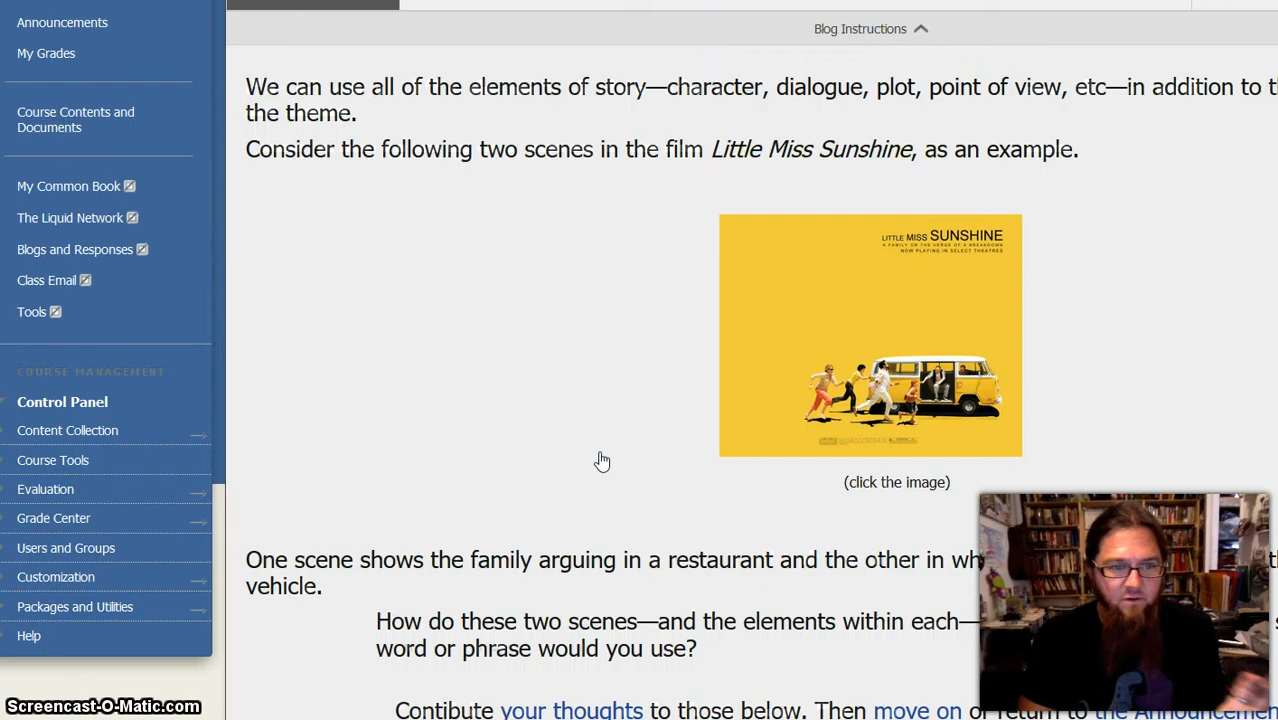 Announcements
My Grades
Course Contents and
Documents
My Common Book
The Liquid Network
Blogs and Responses
Class Email
Tools
COURSE MANAGEMENT
Control Panel
Content Collection
Course Tools
Evaluation
Grade Center
Users and Groups
Customization
Packages and Utilities
Help
Blog Instructions
We can use all of the elements of story—character, dialogue, plot, point of view, etc—in addition to th
the theme.
Consider the following two scenes in the film Little Miss Sunshine, as an example.
LITTLE MISS SUNSHINE
A FAMILY ON THE VERGE OF A BREAKDOWN
NOW PLAYING IN SELECT THEATRES
(click the image)
One scene shows the family arguing in a restaurant and the other in wh
vehicle.
How do these two scenes—and the elements within each—
word or phrase would you use?
Contibute your thoughts to those below. Then move on or return to the Announcemen
Screencast-O-Matic.com